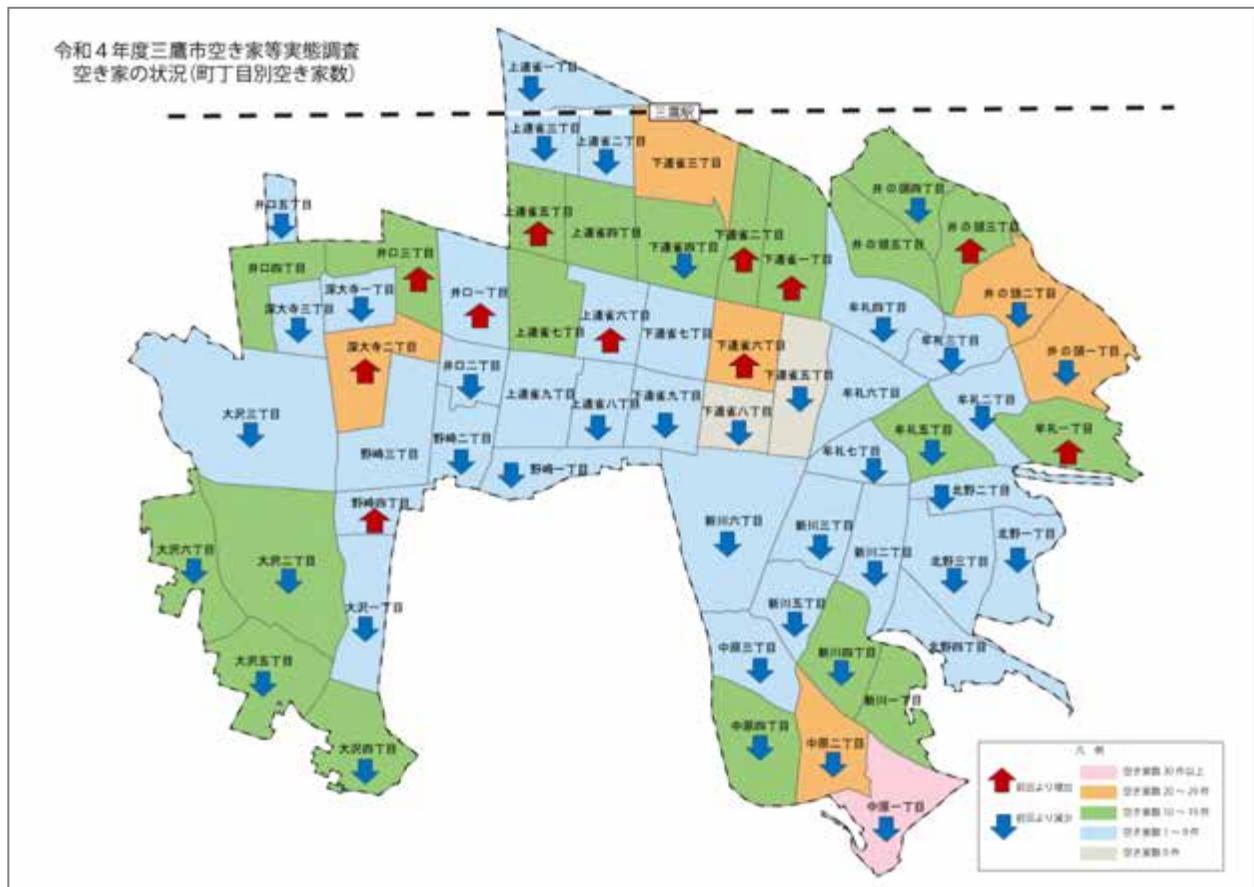 令和４年度三鷹市空き家等実態調査
空き家の状況(町丁目別空き家数)
上連雀一丁目
三鷹駅
上連雀三丁目
上連雀二丁目
下連雀三丁目
井の頭四丁目
井口五丁目
上連雀五丁目
上連雀四丁目
下連雀四丁目
下連雀二丁目
下連雀一丁目
井の頭五丁目
井の頭三丁目
井口四丁目
井口三丁目
深大寺一丁目
深大寺三丁目
井口一丁目
上連雀七丁目
上連雀六丁目
下連雀七丁目
下連雀六丁目
下連雀五丁目
牟礼四丁目
牟礼三丁目
井の頭二丁目
井の頭一丁目
深大寺二丁目
井口二丁目
上連雀九丁目
上連雀八丁目
下連雀九丁目
下連雀八丁目
牟礼六丁目
牟礼二丁目
牟礼一丁目
大沢三丁目
野崎三丁目
野崎二丁目
野崎一丁目
牟礼七丁目
牟礼五丁目
北野二丁目
野崎四丁目
新川六丁目
新川三丁目
新川二丁目
北野三丁目
北野一丁目
大沢六丁目
大沢二丁目
大沢一丁目
新川五丁目
中原三丁目
新川四丁目
北野四丁目
大沢五丁目
新川一丁目
大沢四丁目
中原四丁目
中原二丁目
中原一丁目
凡 例
前回より増加
前回より減少
空き家数 30 件以上
空き家数 20 〜 29 件
空き家数 10 〜 19 件
空き家数 1 〜 9 件
空き家数 0 件